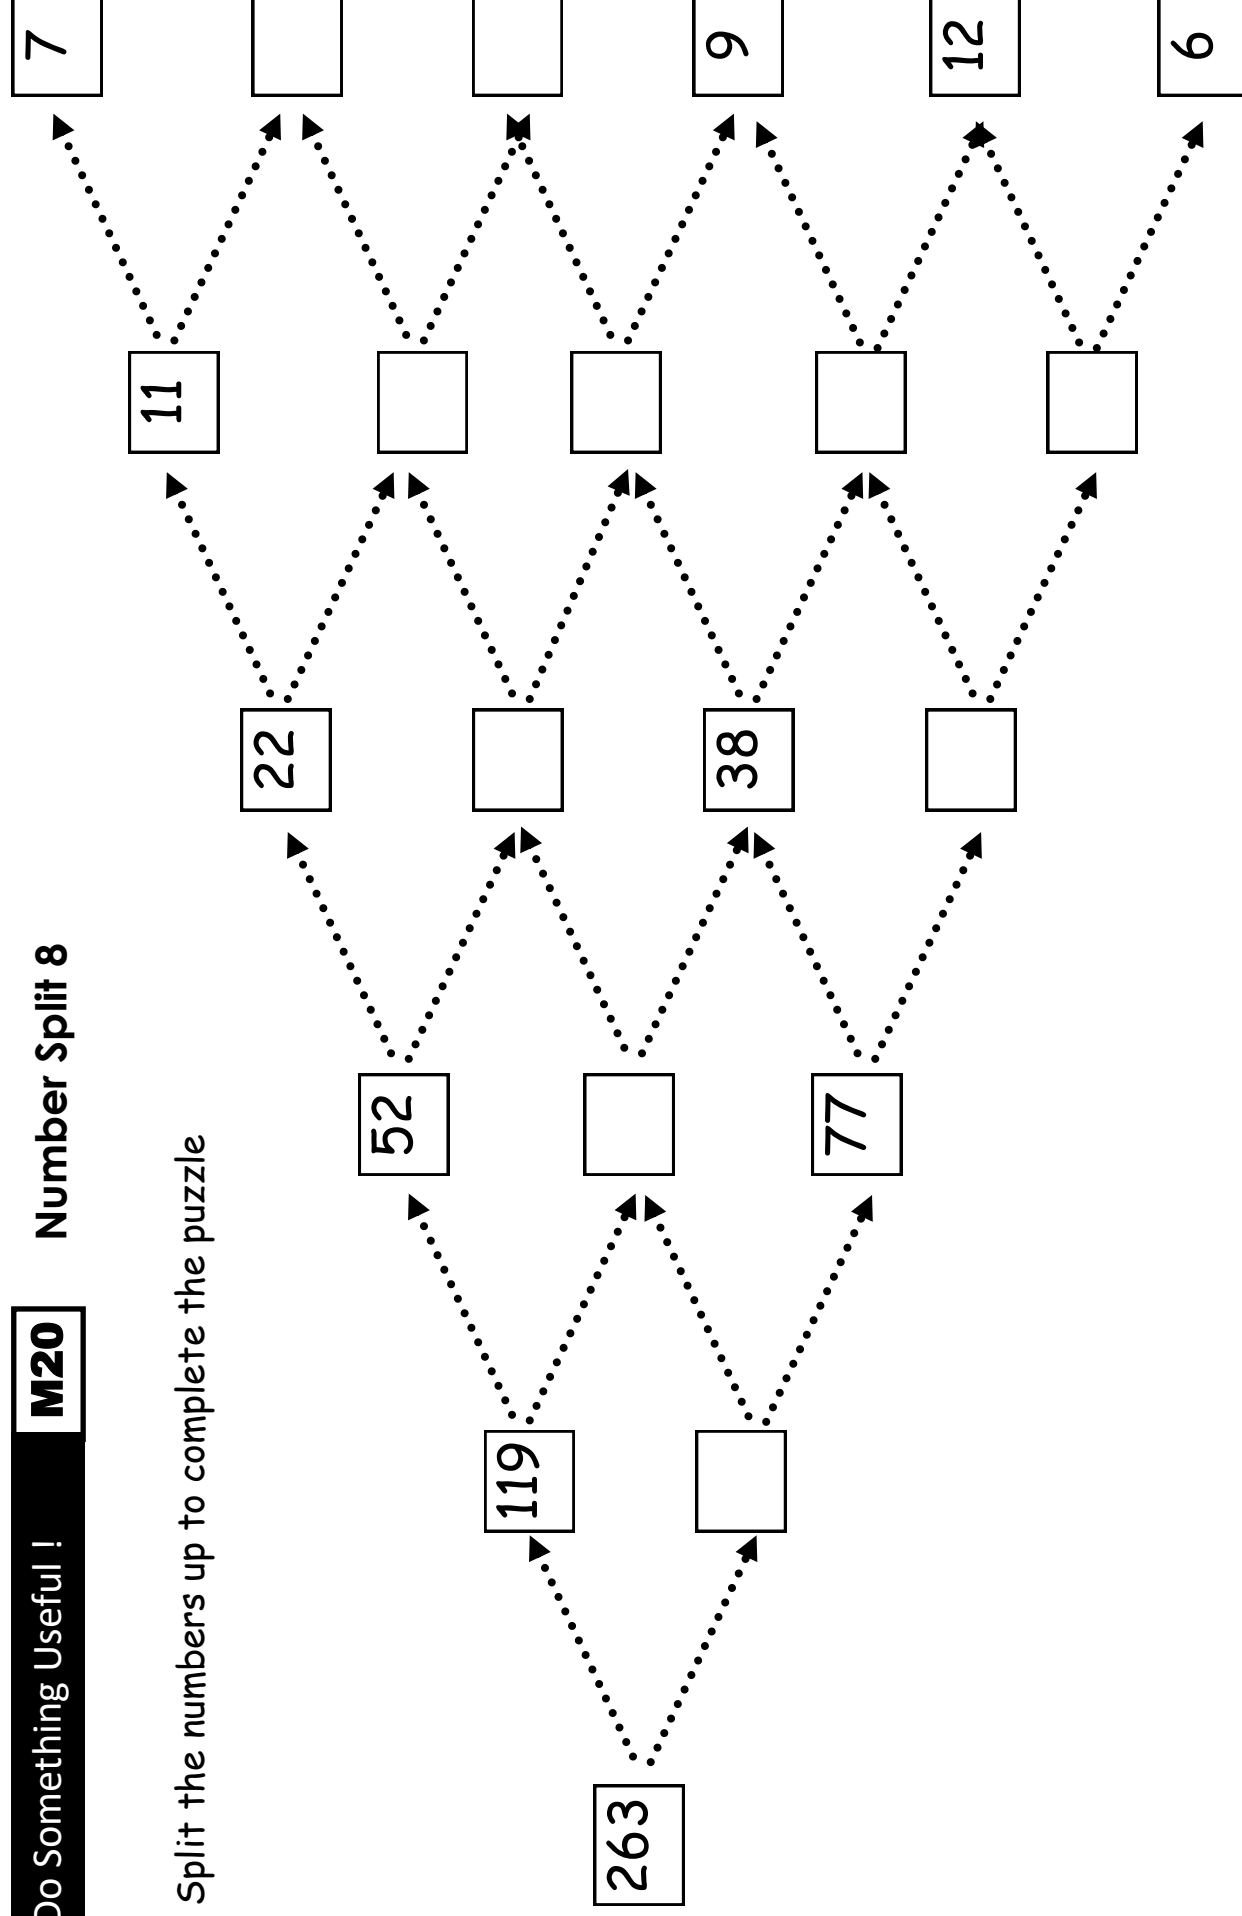 Do Something Useful !
M20
Number Split 8
7
Split the numbers up to complete the puzzle
11
22
52
119
263
38
9
77
12
6